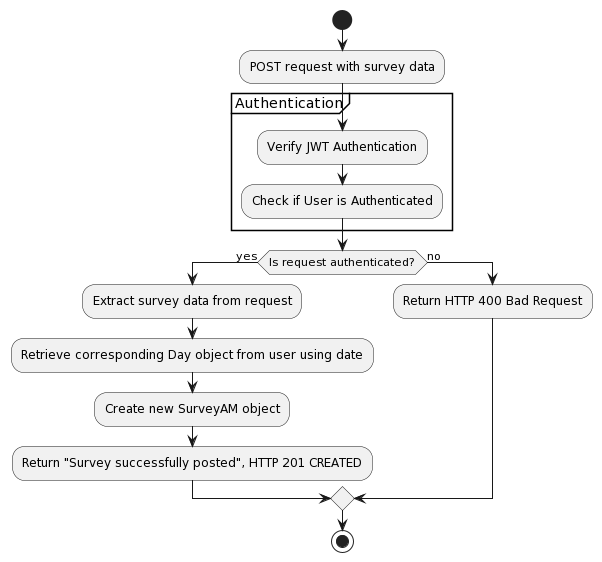 POST request with survey data
Authentication
Verify JWT Authentication
Check if User is Authenticated
Is request authenticated?
yes
no
Extract survey data from request
Return HTTP 400 Bad Request
Retrieve corresponding Day object from user using date
Create new SurveyAM object
Return "Survey successfully posted", HTTP 201 CREATED